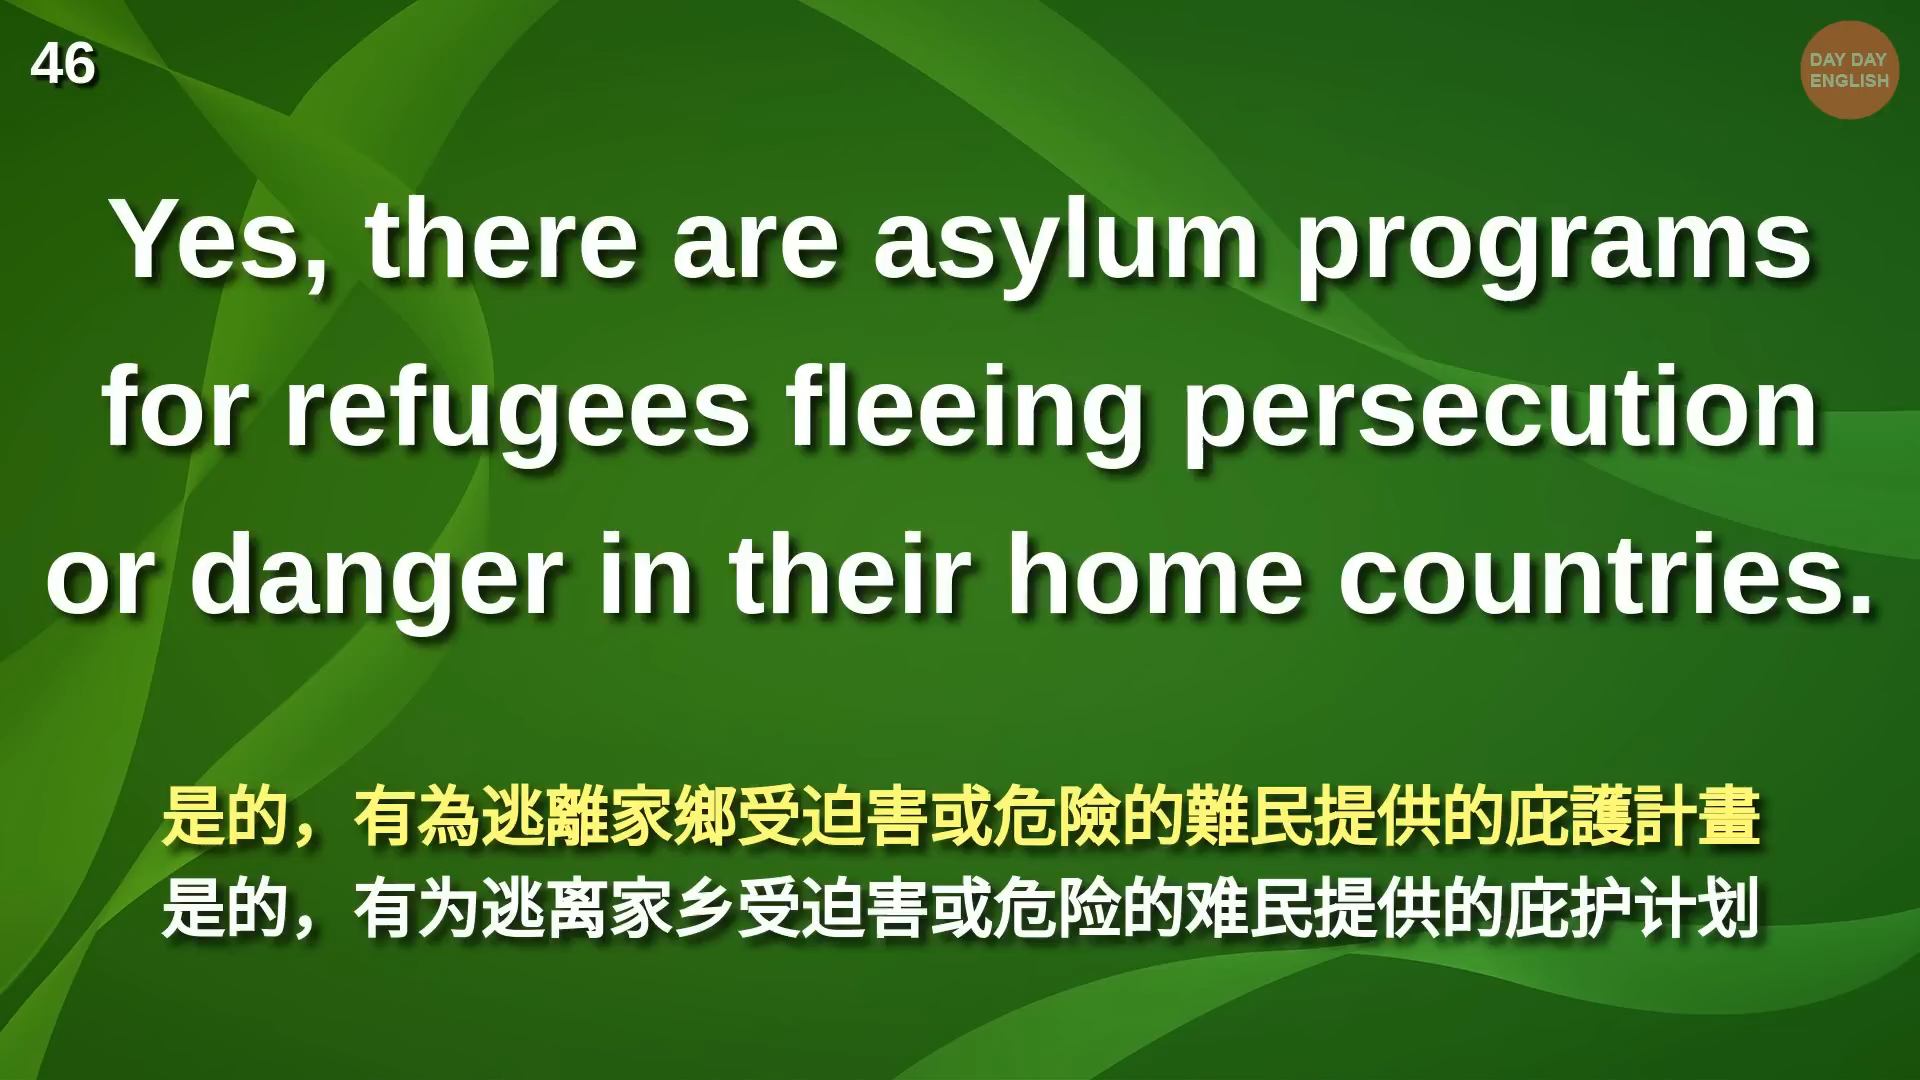 46
DAY DAY
ENGLISH
Yes, there are asylum programs
for refugees fleeing persecution
or danger in their home countries.
是的，有為逃離家鄉受迫害或危險的難民提供的庇護計畫
是的，有为逃离家乡受迫害或危险的难民提供的庇护计划